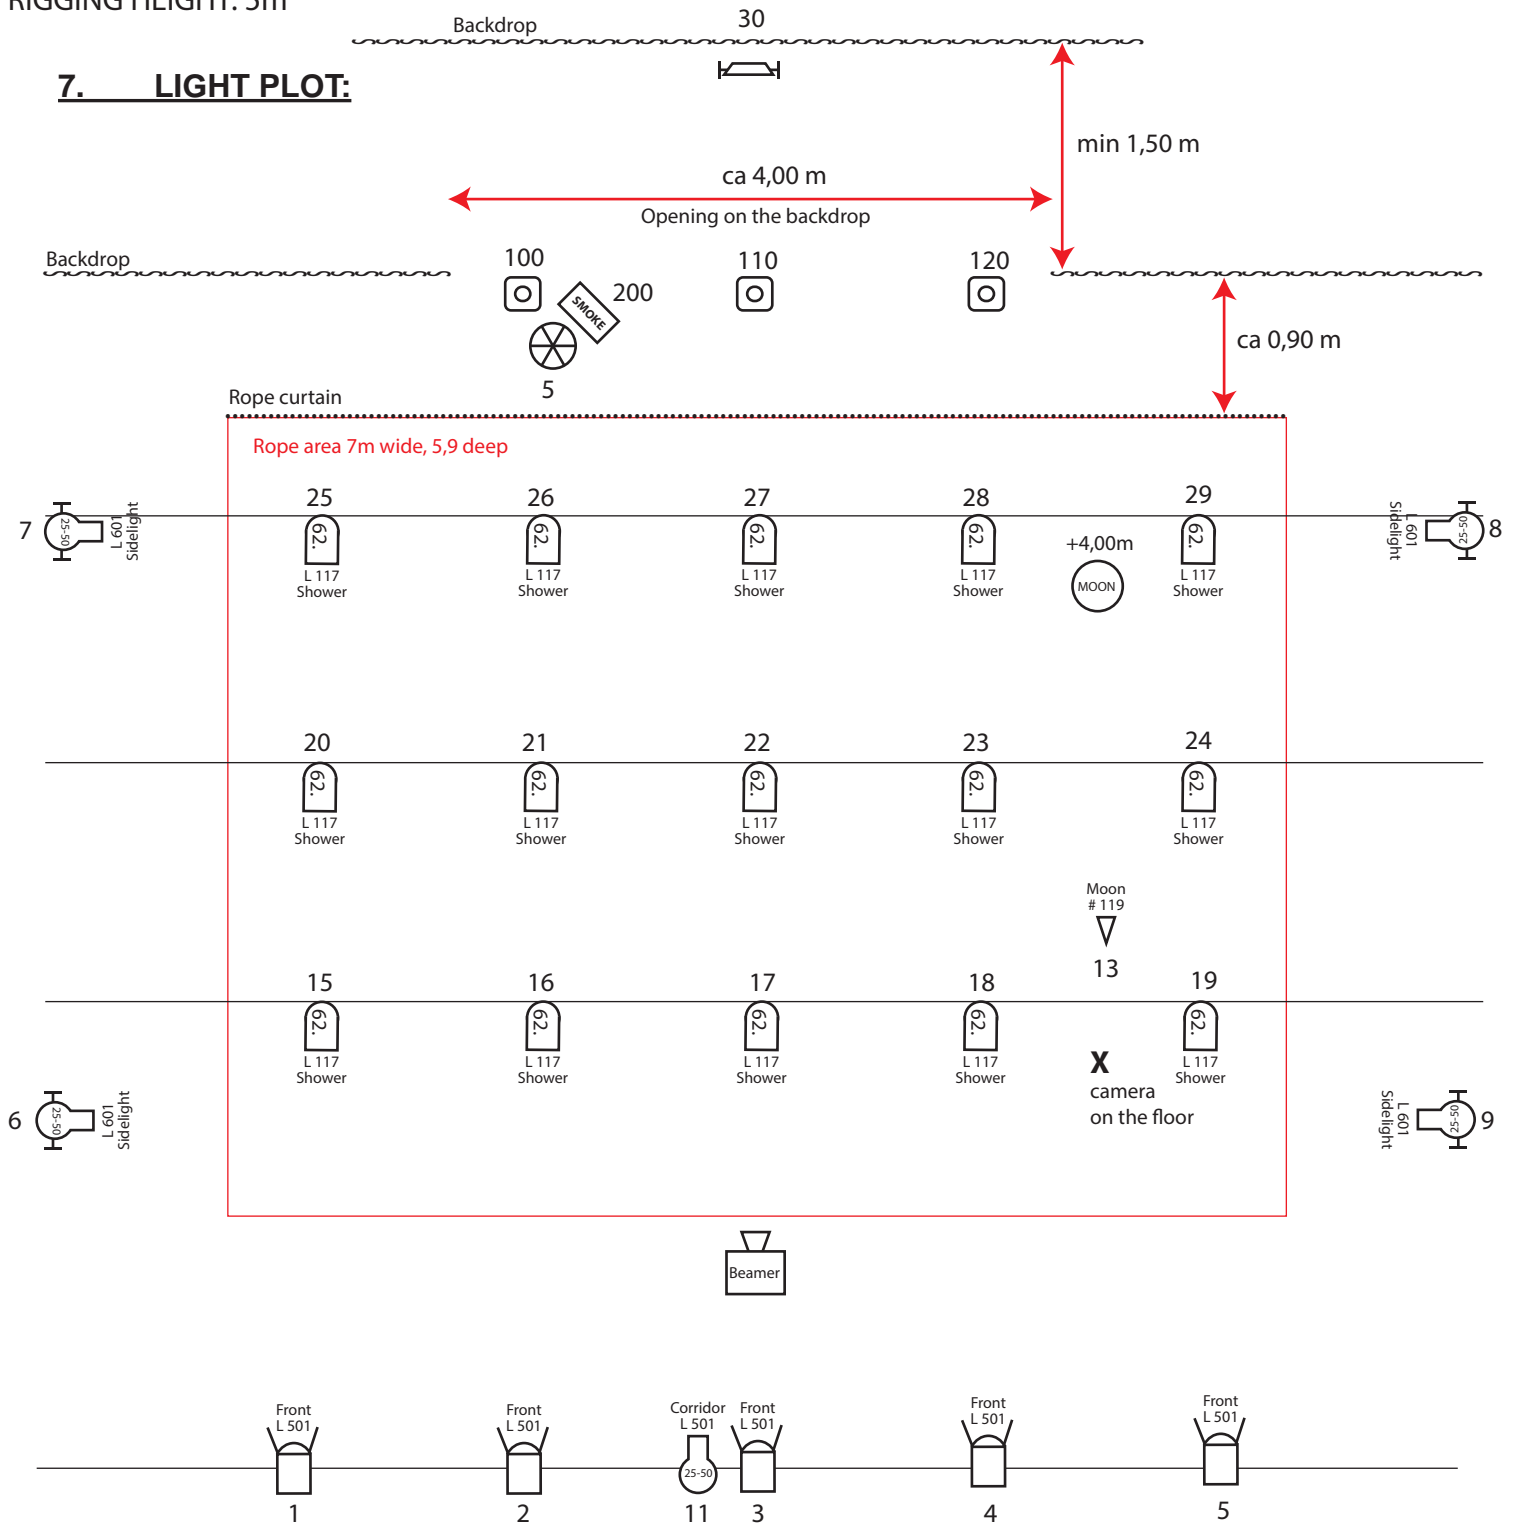 RIGGING HEIGHT: 5m
Backdrop
30
7. LIGHT PLOT:
min 1,50 m
ca 4,00 m
Opening on the backdrop
Backdrop
100
110
120
SMOKE
200
ca 0,90 m
5
Rope curtain
Rope area 7m wide, 5,9 deep
25
26
27
28
29
7
25-50
L 601
Sidelight
62.
62.
62.
62.
62.
L 117
Shower
L 117
Shower
L 117
Shower
L 117
Shower
L 117
Shower
+4,00m
MOON
L 601
Sidelight
25-50
8
20
21
22
23
24
62.
62.
62.
62.
62.
L 117
Shower
L 117
Shower
L 117
Shower
L 117
Shower
L 117
Shower
Moon
# 119
13
15
16
17
18
19
62.
62.
62.
62.
62.
L 117
Shower
L 117
Shower
L 117
Shower
L 117
Shower
L 117
Shower
X
camera
on the floor
6
25-50
L 601
Sidelight
L 601
Sidelight
25-50
9
Beamer
Front
L 501
Front
L 501
Corridor
L 501
Front
L 501
Front
L 501
Front
L 501
25-50
1
2
11
3
4
5